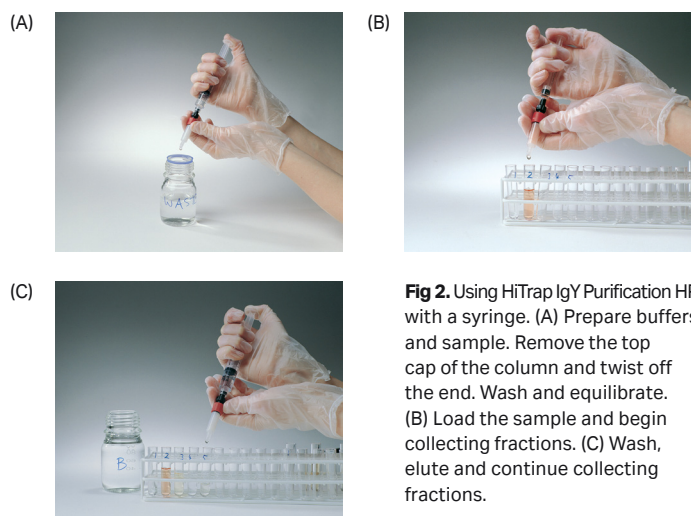 (A)
WAS
(B)
2
(C)
B
1 2
Fig 2. Using HiTrap IgY Purification HP
with a syringe. (A) Prepare buffers
and sample. Remove the top
cap of the column and twist off
the end. Wash and equilibrate.
(B) Load the sample and begin
collecting fractions. (C) Wash,
elute and continue collecting
fractions.